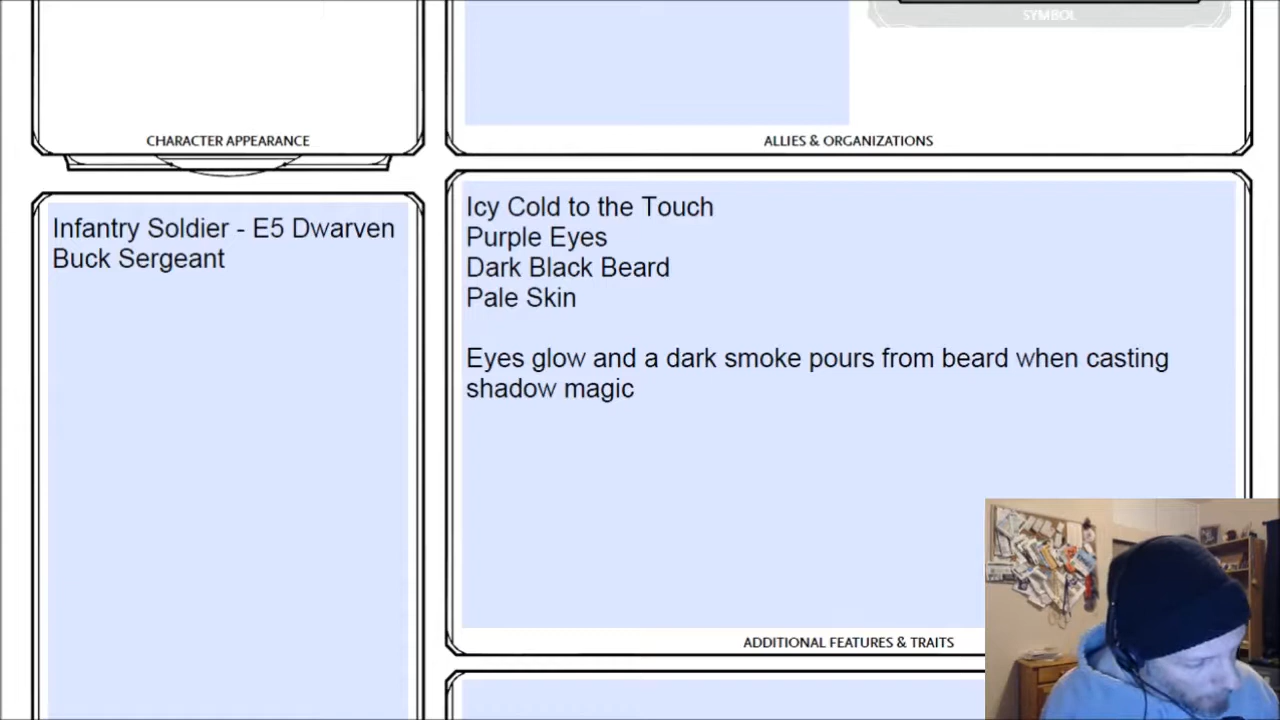 SYMBOL
CHARACTER APPEARANCE
ALLIES & ORGANIZATIONS
Infantry Soldier - E5 Dwarven
Buck Sergeant
Icy Cold to the Touch
Purple Eyes
Dark Black Beard
Pale Skin
Eyes glow and a dark smoke pours from beard when casting
shadow magic
ADDITIONAL FEATURES & TRAITS